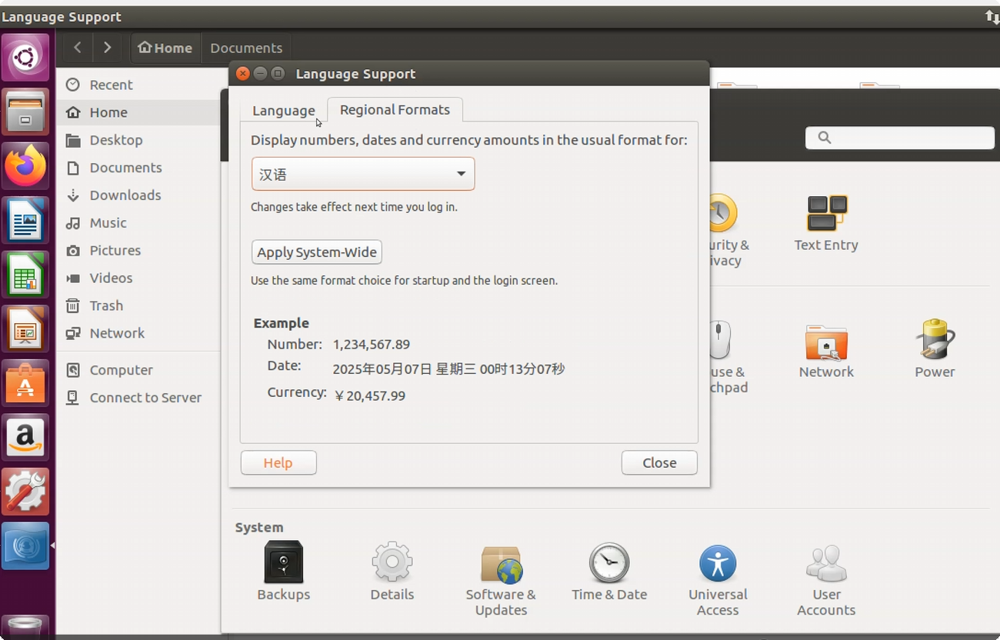 Language Support
Home
Documents
Recent
Home
Desktop
Documents
Downloads
Music
Pictures
Videos
Trash
Network
Computer
Connect to Server
Language Support
Language
Regional Formats
Display numbers, dates and currency amounts in the usual format for:
汉语
Changes take effect next time you log in.
Apply System-Wide
Use the same format choice for startup and the login screen.
Example
Number: 1,234,567.89
Date: 2025年05月07日 星期三 00时13分07秒
Currency: ￥20,457.99
Help
Close
Text Entry
Network
Power
System
Backups
Details
Software &
Updates
Time & Date
Universal
Access
User
Accounts